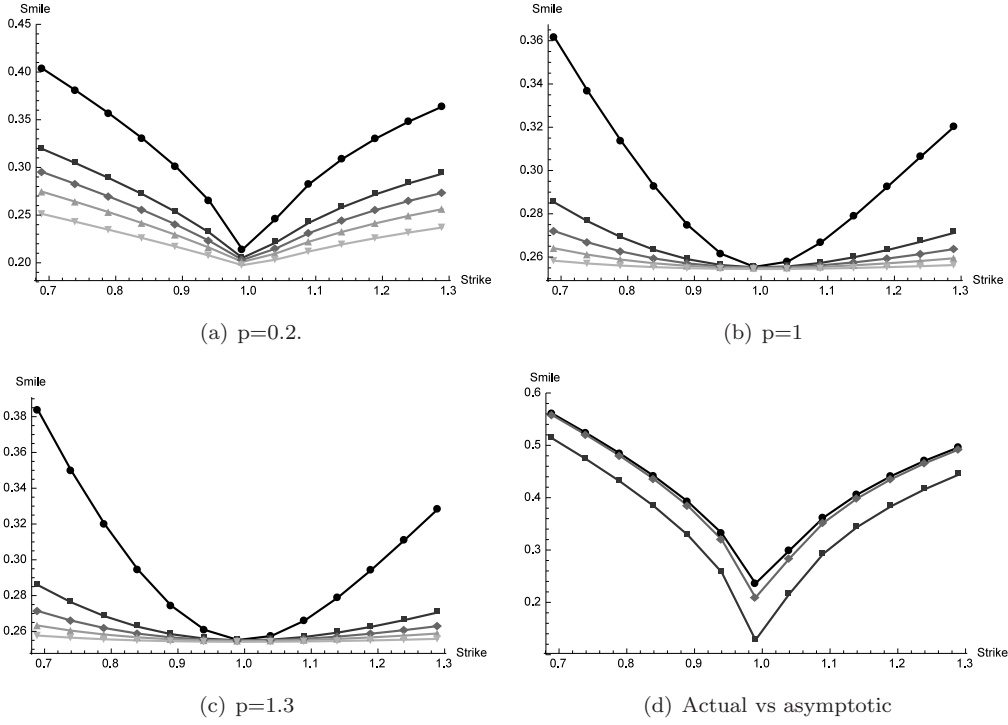 Smile
0.45
0.40
0.35
0.30
0.25
0.20
0.7 0.8 0.9 1.0 1.1 1.2 1.3
Strike
(a) p=0.2.
Smile
0.36
0.32
0.28
0.26
0.7 0.8 0.9 1.0 1.1 1.2 1.3
Strike
(b) p=1
Smile
0.38
0.36
0.34
0.32
0.30
0.28
0.26
0.7 0.8 0.9 1.0 1.1 1.2 1.3
Strike
(c) p=1.3
Smile
0.6
0.5
0.4
0.3
0.2
0.7 0.8 0.9 1.0 1.1 1.2 1.3
Strike
(d) Actual vs asymptotic